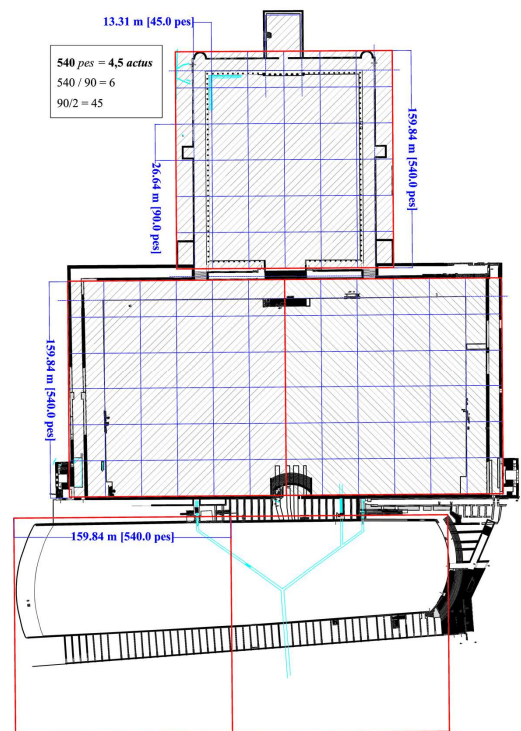 13.31 m [45.0 pes]
540 pes = 4,5 actus
540 / 90 = 6
90/2 = 45
159.84 m [540.0 pes]
26.64 m [90.0 pes]
159.84 m [540.0 pes]
159.84 m [540.0 pes]